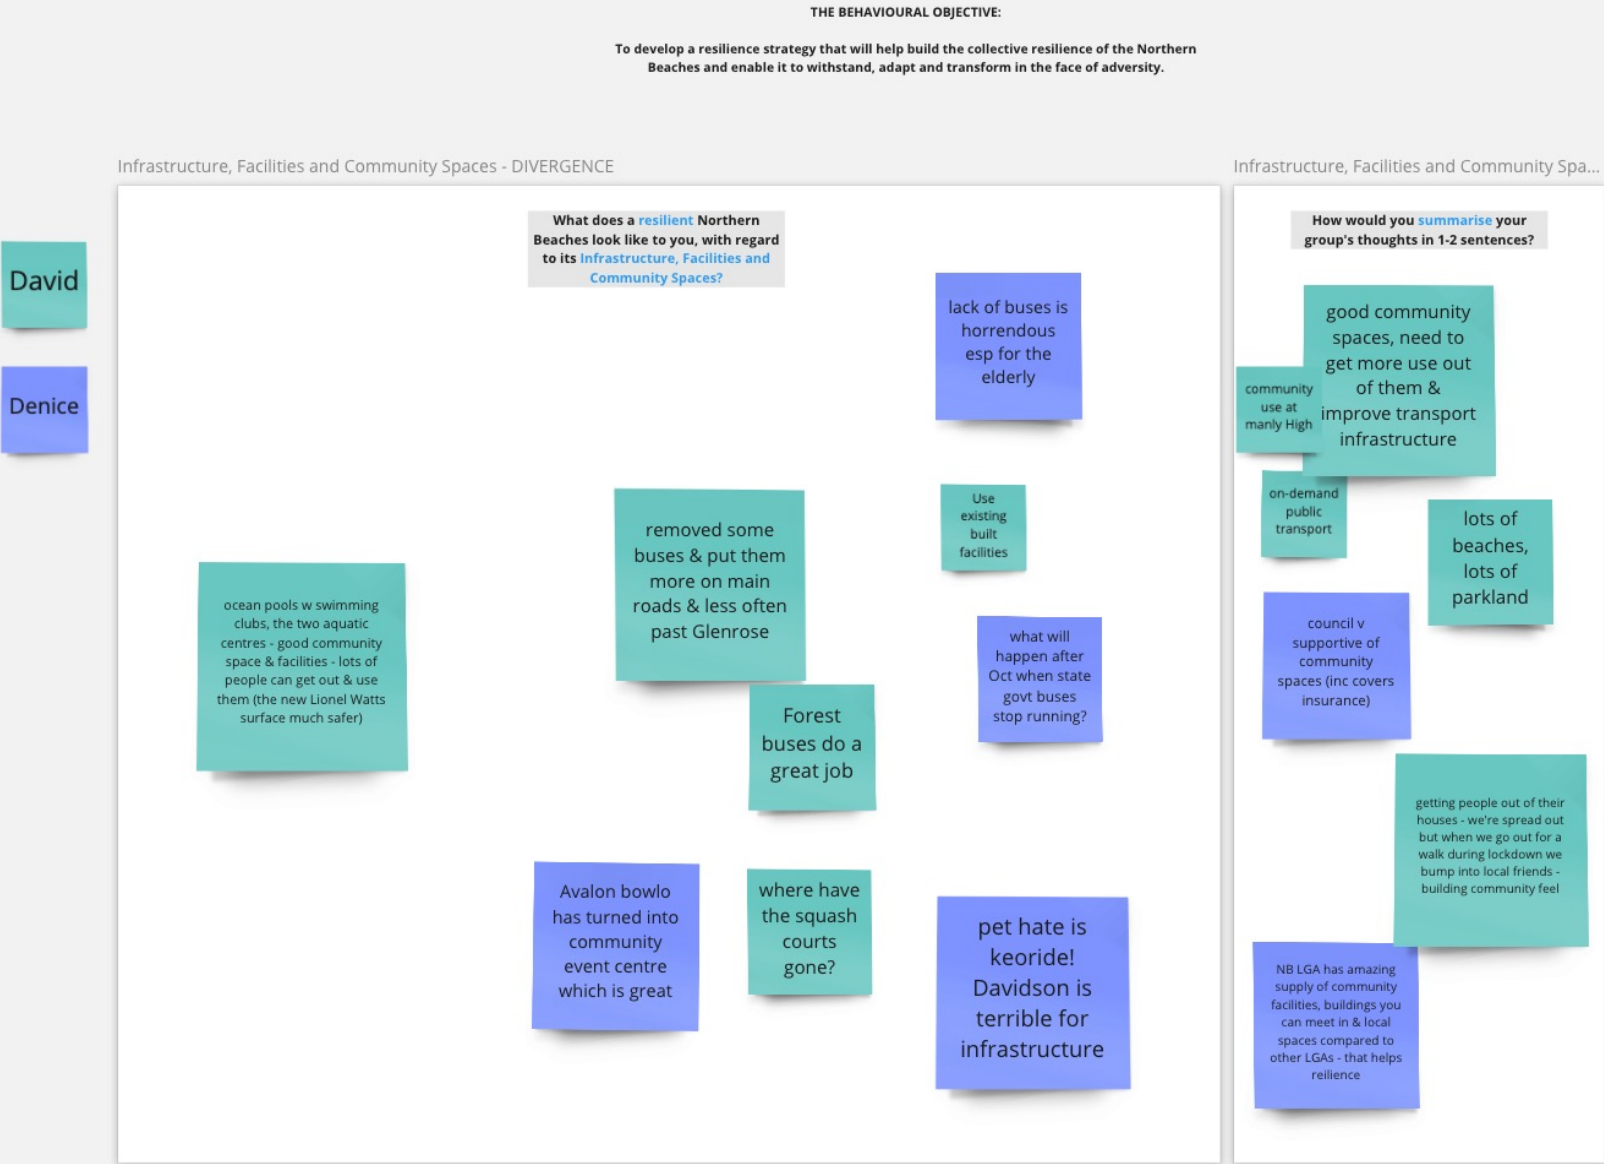 THE BEHAVIOURAL OBJECTIVE:
To develop a resilience strategy that will help build the collective resilience of the Northern
Beaches and enable it to withstand, adapt and transform in the face of adversity.
Infrastructure, Facilities and Community Spaces - DIVERGENCE
Infrastructure, Facilities and Community Spa...
David
Denice
What does a resilient Northern
Beaches look like to you, with regard
to its Infrastructure, Facilities and
Community Spaces?
lack of buses is
horrendous
esp for the
elderly
removed some
buses & put them
more on main
roads & less often
past Glenrose
Use
existing
built
facilities
ocean pools w swimming
clubs, the two aquatic
centres - good community
space & facilities - lots of
people can get out & use
them (the new Lionel Watts
surface much safer)
what will
happen after
Oct when state
govt buses
stop running?
Forest
buses do a
great job
Avalon bowlo
has turned into
community
event centre
which is great
where have
the squash
courts
gone?
pet hate is
keoride!
Davidson is
terrible for
infrastructure
How would you summarise your
group's thoughts in 1-2 sentences?
good community
spaces, need to
get more use out
of them &
improve transport
infrastructure
community
use at
manly High
on-demand
public
transport
lots of
beaches,
lots of
parkland
council v
supportive of
community
spaces (inc covers
insurance)
getting people out of their
houses - we're spread out
but when we go out for a
walk during lockdown we
bump into local friends -
building community feel
NB LGA has amazing
supply of community
facilities, buildings you
can meet in & local
spaces compared to
other LGAs - that helps
reilience